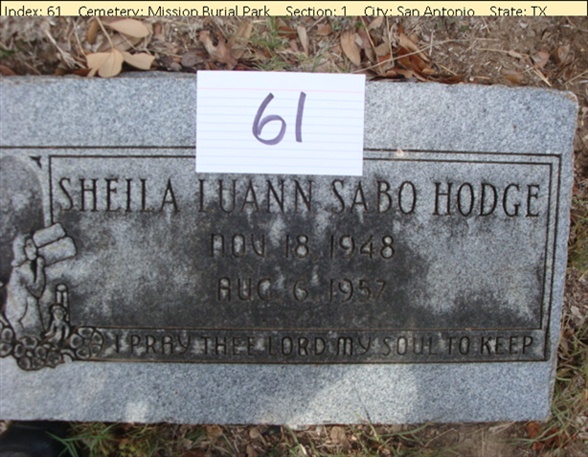 Index: 61 Cemetery: Mission Burial Park Section: 1 City: San Antonio State: TX
61
SHEILA LUANN SABO HODGE
NOV 18 1948
AUG 6 1957
I PRAY THEE LORD MY SOUL TO KEEP